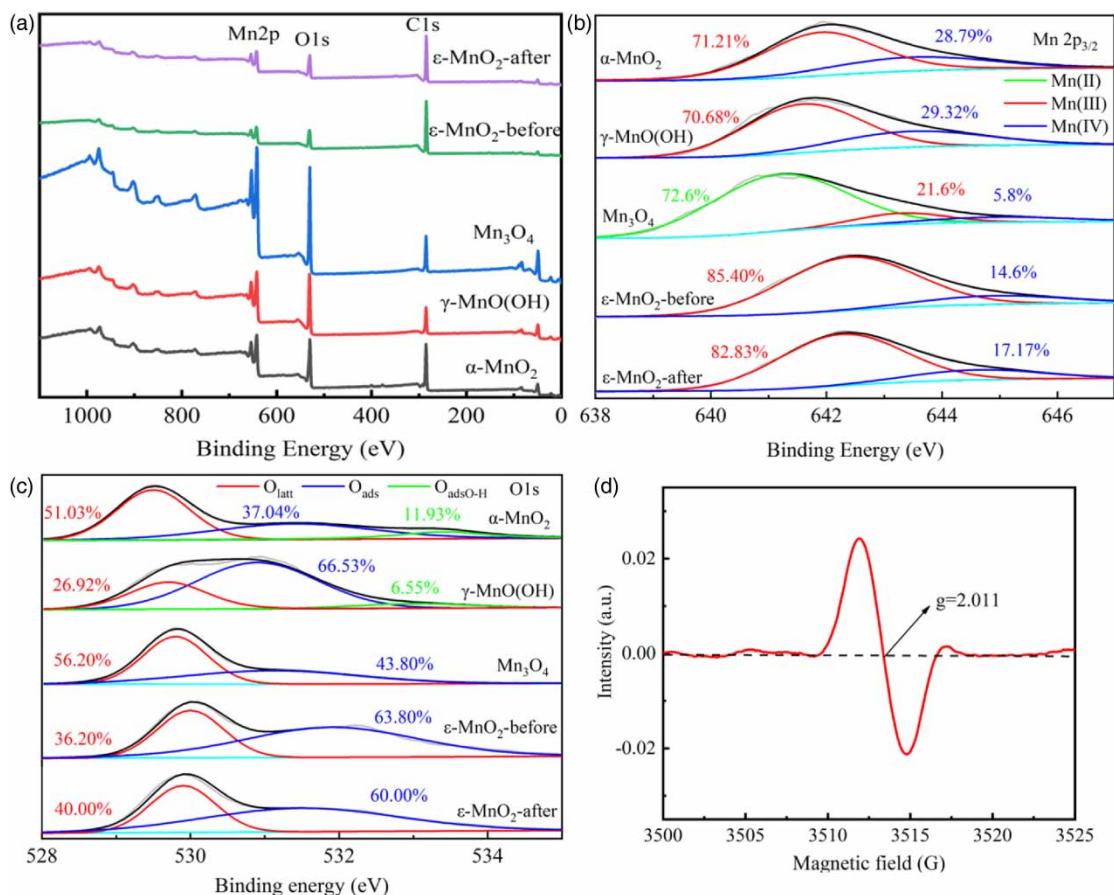 (a)
Mn2p
O1s
C1s
ε-MnO₂-after
ε-MnO₂-before
Mn₃O₄
γ-MnO(OH)
α-MnO₂
1000 800 600 400 200 0
Binding Energy (eV)
(b)
Mn 2p₃/₂
Mn(II)
Mn(III)
Mn(IV)
71.21% 28.79%
α-MnO₂
70.68% 29.32%
γ-MnO(OH)
72.6% 21.6% 5.8%
Mn₃O₄
85.40% 14.6%
ε-MnO₂-before
82.83% 17.17%
ε-MnO₂-after
638 640 642 644 646
Binding Energy (eV)
(c)
O_latt O_ads O_adsO-H O1s
51.03% 37.04% 11.93%
α-MnO₂
26.92% 66.53% 6.55%
γ-MnO(OH)
56.20% 43.80%
Mn₃O₄
36.20% 63.80%
ε-MnO₂-before
40.00% 60.00%
ε-MnO₂-after
528 530 532 534
Binding energy (eV)
(d)
Intensity (a.u.)
0.02
0.00
-0.02
g=2.011
3500 3505 3510 3515 3520 3525
Magnetic field (G)